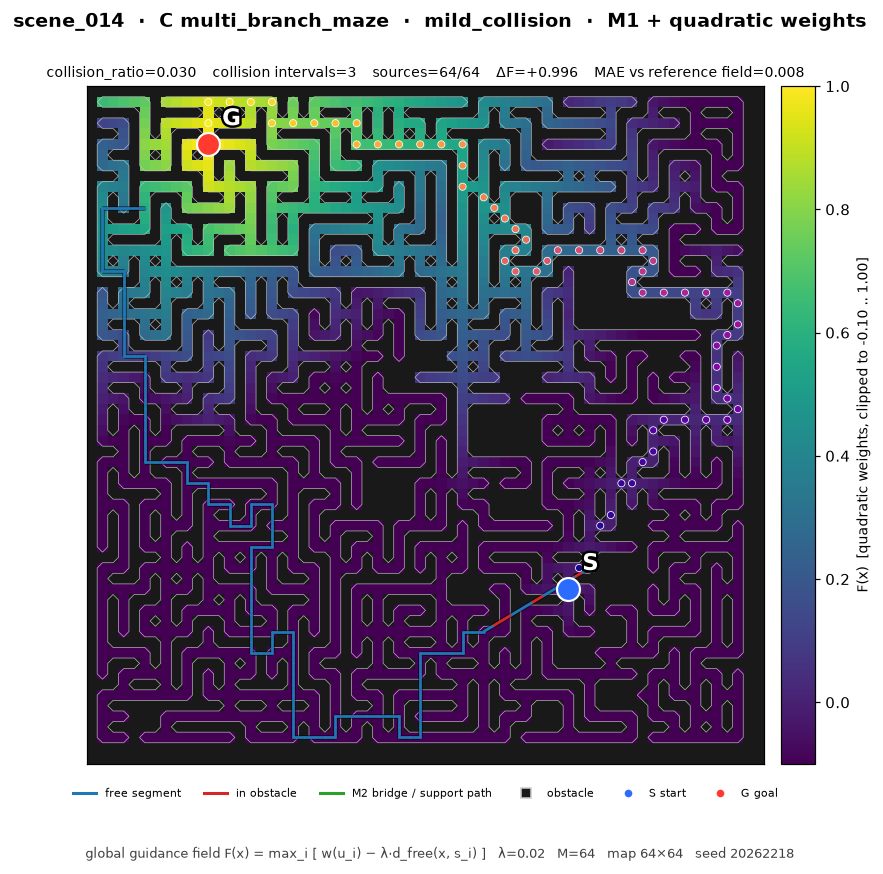 scene_014 · C multi_branch_maze · mild_collision · M1 + quadratic weights
collision_ratio=0.030 collision intervals=3 sources=64/64 ΔF=+0.996 MAE vs reference field=0.008
G
S
1.0
0.8
0.6
0.4
0.2
0.0
F(x) [quadratic weights, clipped to -0.10 .. 1.00]
free segment
in obstacle
M2 bridge / support path
obstacle
S start
G goal
global guidance field F(x) = max_i [ w(u_i) − λ·d_free(x, s_i) ] λ=0.02 M=64 map 64×64 seed 20262218